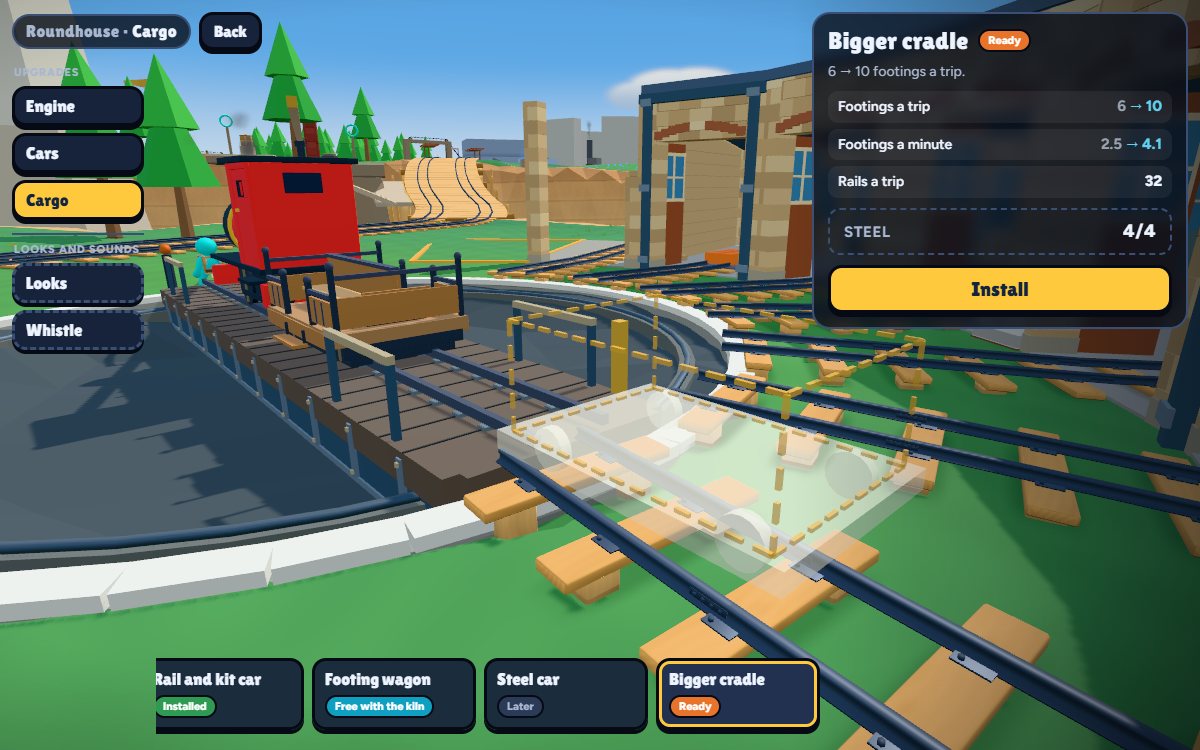 Roundhouse · Cargo
Back
UPGRADES
Engine
Cars
Cargo
LOOKS AND SOUNDS
Looks
Whistle
Bigger cradle
Ready
6 → 10 footings a trip.
Footings a trip 6 → 10
Footings a minute 2.5 → 4.1
Rails a trip 32
STEEL 4/4
Install
Rail and kit car
Installed
Footing wagon
Free with the kiln
Steel car
Later
Bigger cradle
Ready